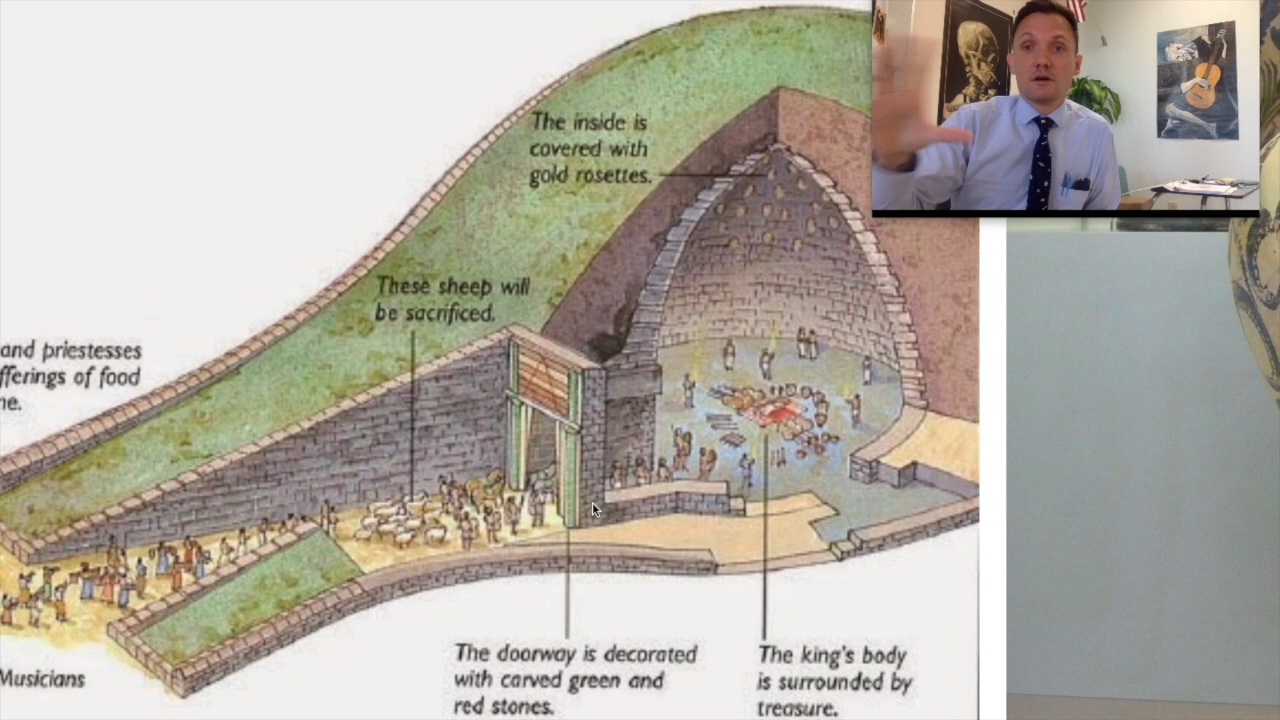 The inside is
covered with
gold rosettes.
These sheep will
be sacrificed.
and priestesses
fferings of food
ne.
Musicians
The doorway is decorated
with carved green and
red stones.
The king's body
is surrounded by
treasure.